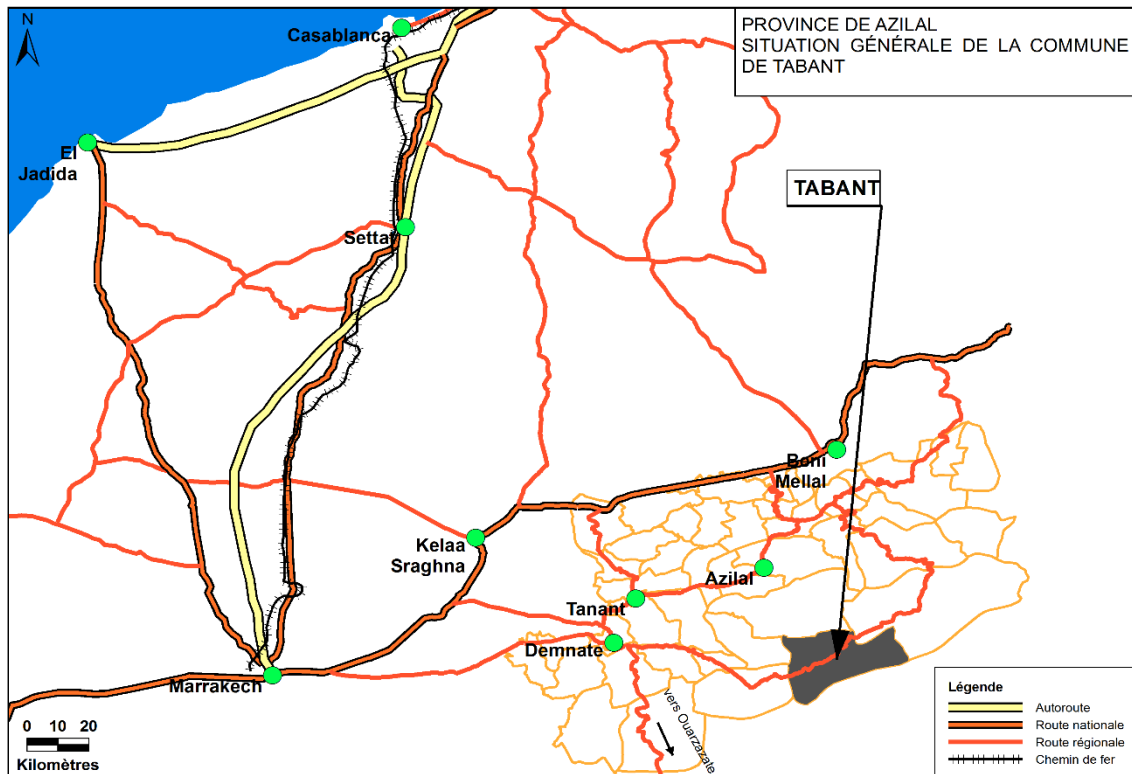 N
PROVINCE DE AZILAL
SITUATION GÉNÉRALE DE LA COMMUNE
DE TABANT
Casablanca
El
Jadida
TABANT
Settat
Beni
Mellal
Kelaa
Sraghna
Azilal
Tanant
Demnate
Marrakech
vers Ouarzazate
0 10 20
Kilomètres
Légende
Autoroute
Route nationale
Route régionale
Chemin de fer